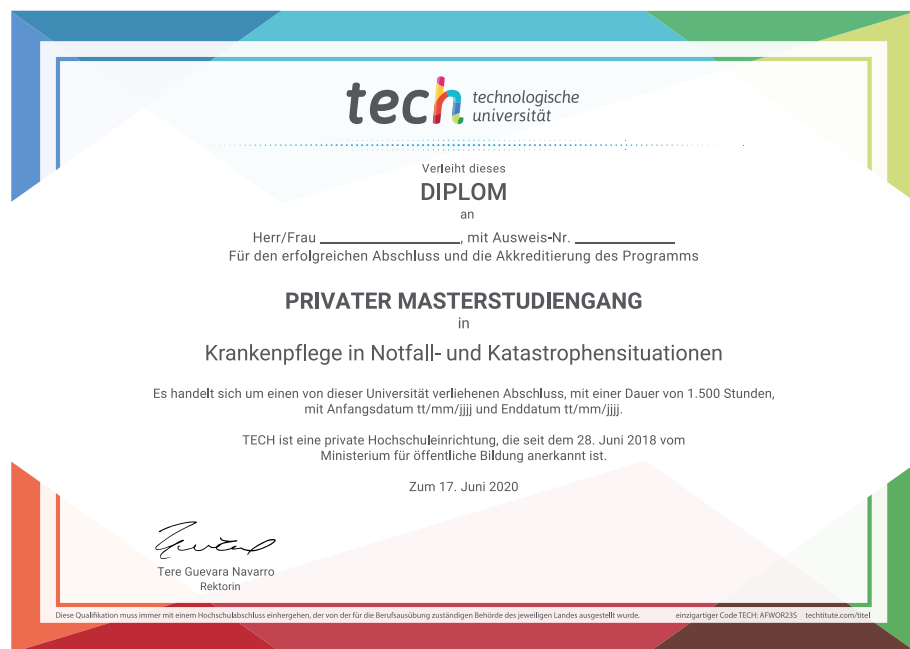 tech technologische
universität
Verleiht dieses
DIPLOM
an
Herr/Frau ____________________, mit Ausweis-Nr. ______________
Für den erfolgreichen Abschluss und die Akkreditierung des Programms
PRIVATER MASTERSTUDIENGANG
in
Krankenpflege in Notfall- und Katastrophensituationen
Es handelt sich um einen von dieser Universität verliehenen Abschluss, mit einer Dauer von 1.500 Stunden,
mit Anfangsdatum tt/mm/jjjj und Enddatum tt/mm/jjjj.
TECH ist eine private Hochschuleinrichtung, die seit dem 28. Juni 2018 vom
Ministerium für öffentliche Bildung anerkannt ist.
Zum 17. Juni 2020
Tere Guevara Navarro
Rektorin
Diese Qualifikation muss immer mit einem Hochschulabschluss einhergehen, der von der für die Berufsausübung zuständigen Behörde des jeweiligen Landes ausgestellt wurde. einzigartiger Code TECH: AFWOR23S techtitute.com/titel